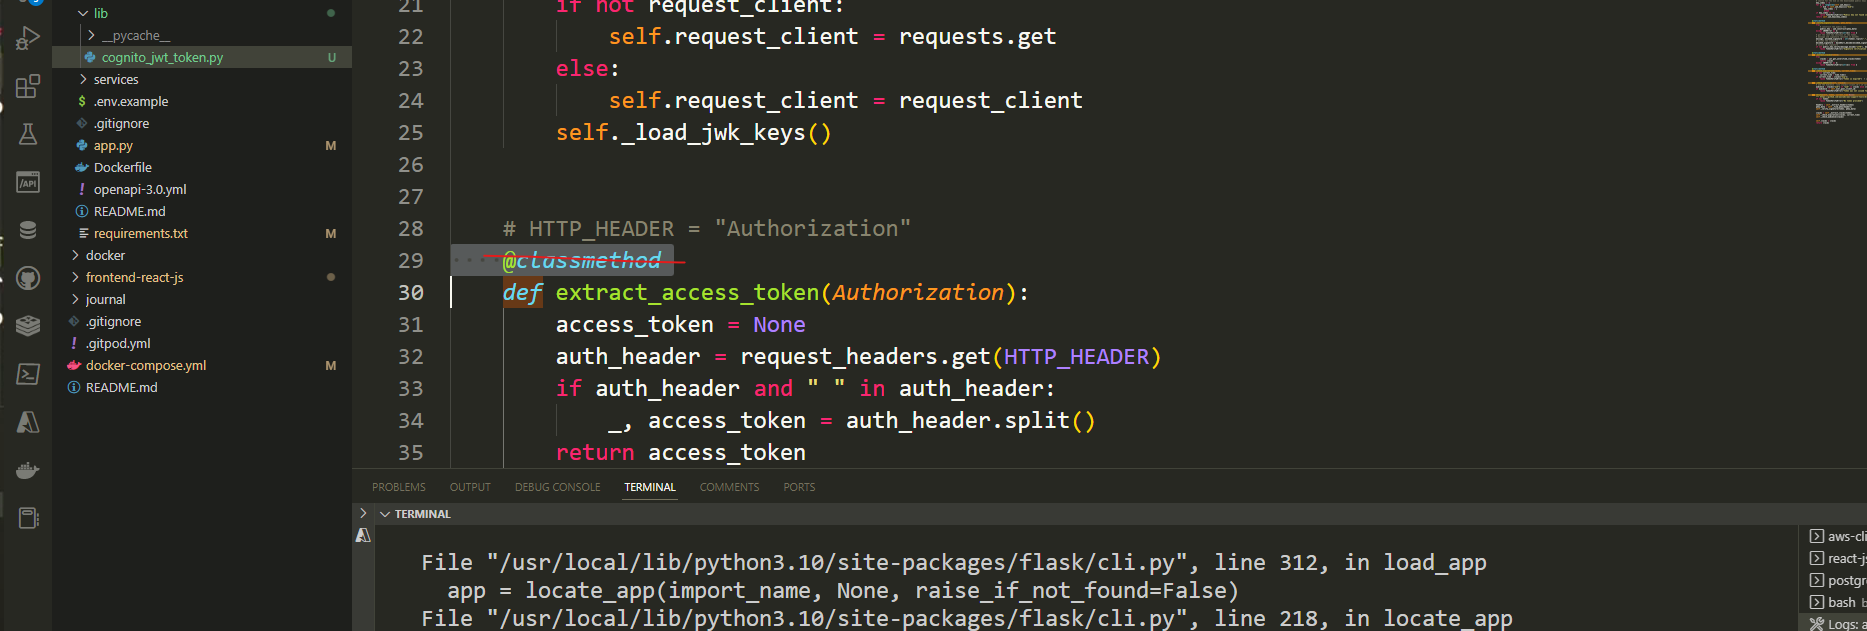 lib
__pycache__
cognito_jwt_token.py U
services
$ .env.example
.gitignore
app.py M
Dockerfile
! openapi-3.0.yml
README.md
requirements.txt M
docker
frontend-react-js
journal
.gitignore
! .gitpod.yml
docker-compose.yml M
README.md
21 if not request_client:
22 self.request_client = requests.get
23 else:
24 self.request_client = request_client
25 self._load_jwk_keys()
26
27
28 # HTTP_HEADER = "Authorization"
29 @classmethod
30 def extract_access_token(Authorization):
31 access_token = None
32 auth_header = request_headers.get(HTTP_HEADER)
33 if auth_header and " " in auth_header:
34 _, access_token = auth_header.split()
35 return access_token
PROBLEMS OUTPUT DEBUG CONSOLE TERMINAL COMMENTS PORTS
TERMINAL
File "/usr/local/lib/python3.10/site-packages/flask/cli.py", line 312, in load_app
app = locate_app(import_name, None, raise_if_not_found=False)
File "/usr/local/lib/python3.10/site-packages/flask/cli.py", line 218, in locate_app
aws-cli
react-js
postgre
bash b
Logs: a
/API